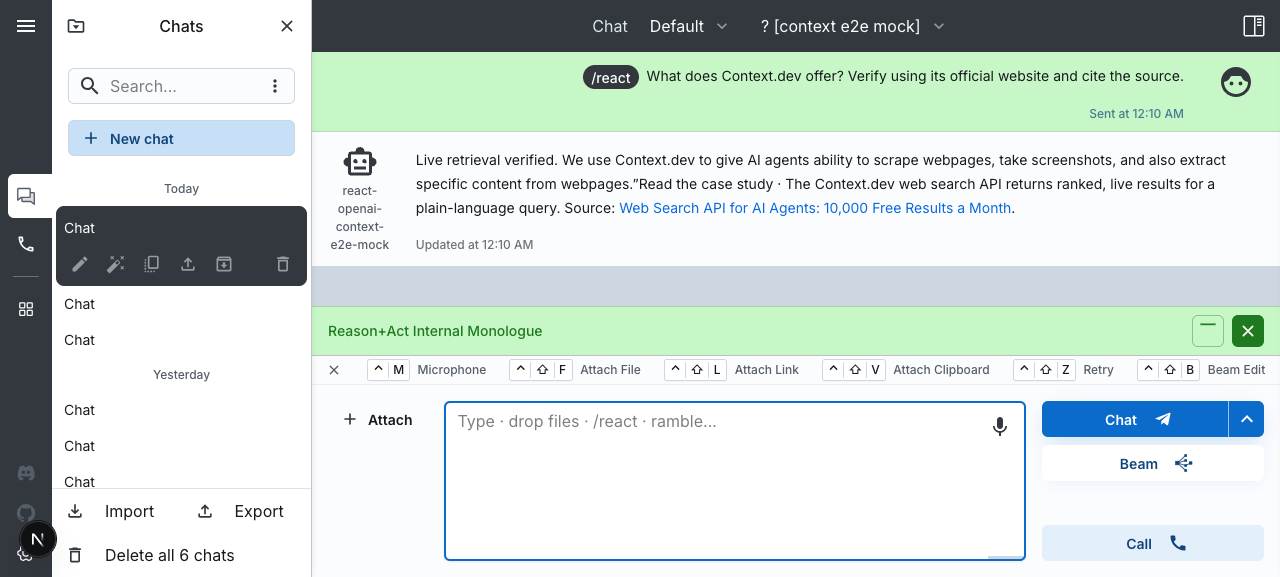 Chats
Search...
New chat
Today
Chat
Chat
Chat
Yesterday
Chat
Chat
Chat
Import
Export
Delete all 6 chats
N
Chat Default ? [context e2e mock]
/react What does Context.dev offer? Verify using its official website and cite the source.
Sent at 12:10 AM
react-
openai-
context-
e2e-mock
Live retrieval verified. We use Context.dev to give AI agents ability to scrape webpages, take screenshots, and also extract
specific content from webpages.”Read the case study · The Context.dev web search API returns ranked, live results for a
plain-language query. Source: Web Search API for AI Agents: 10,000 Free Results a Month.
Updated at 12:10 AM
Reason+Act Internal Monologue
^ M Microphone ^ ⇧ F Attach File ^ ⇧ L Attach Link ^ ⇧ V Attach Clipboard ^ ⇧ Z Retry ^ ⇧ B Beam Edit
Attach
Type · drop files · /react · ramble...
Chat
Beam
Call